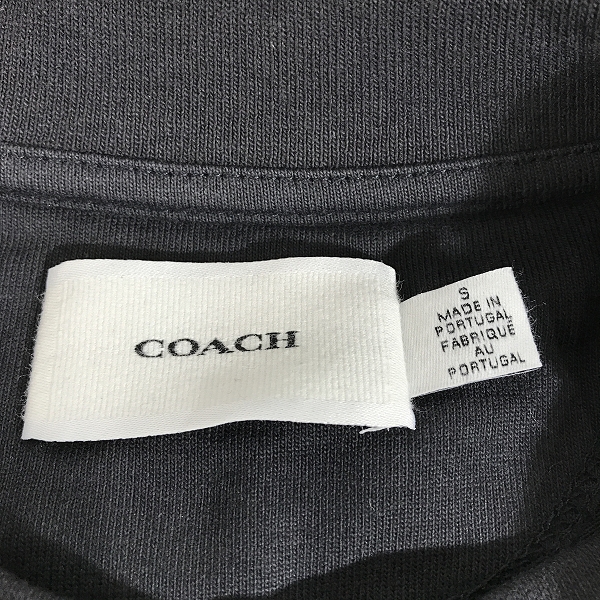 COACH
S
MADE IN
PORTUGAL
FABRIQUÉ
AU
PORTUGAL